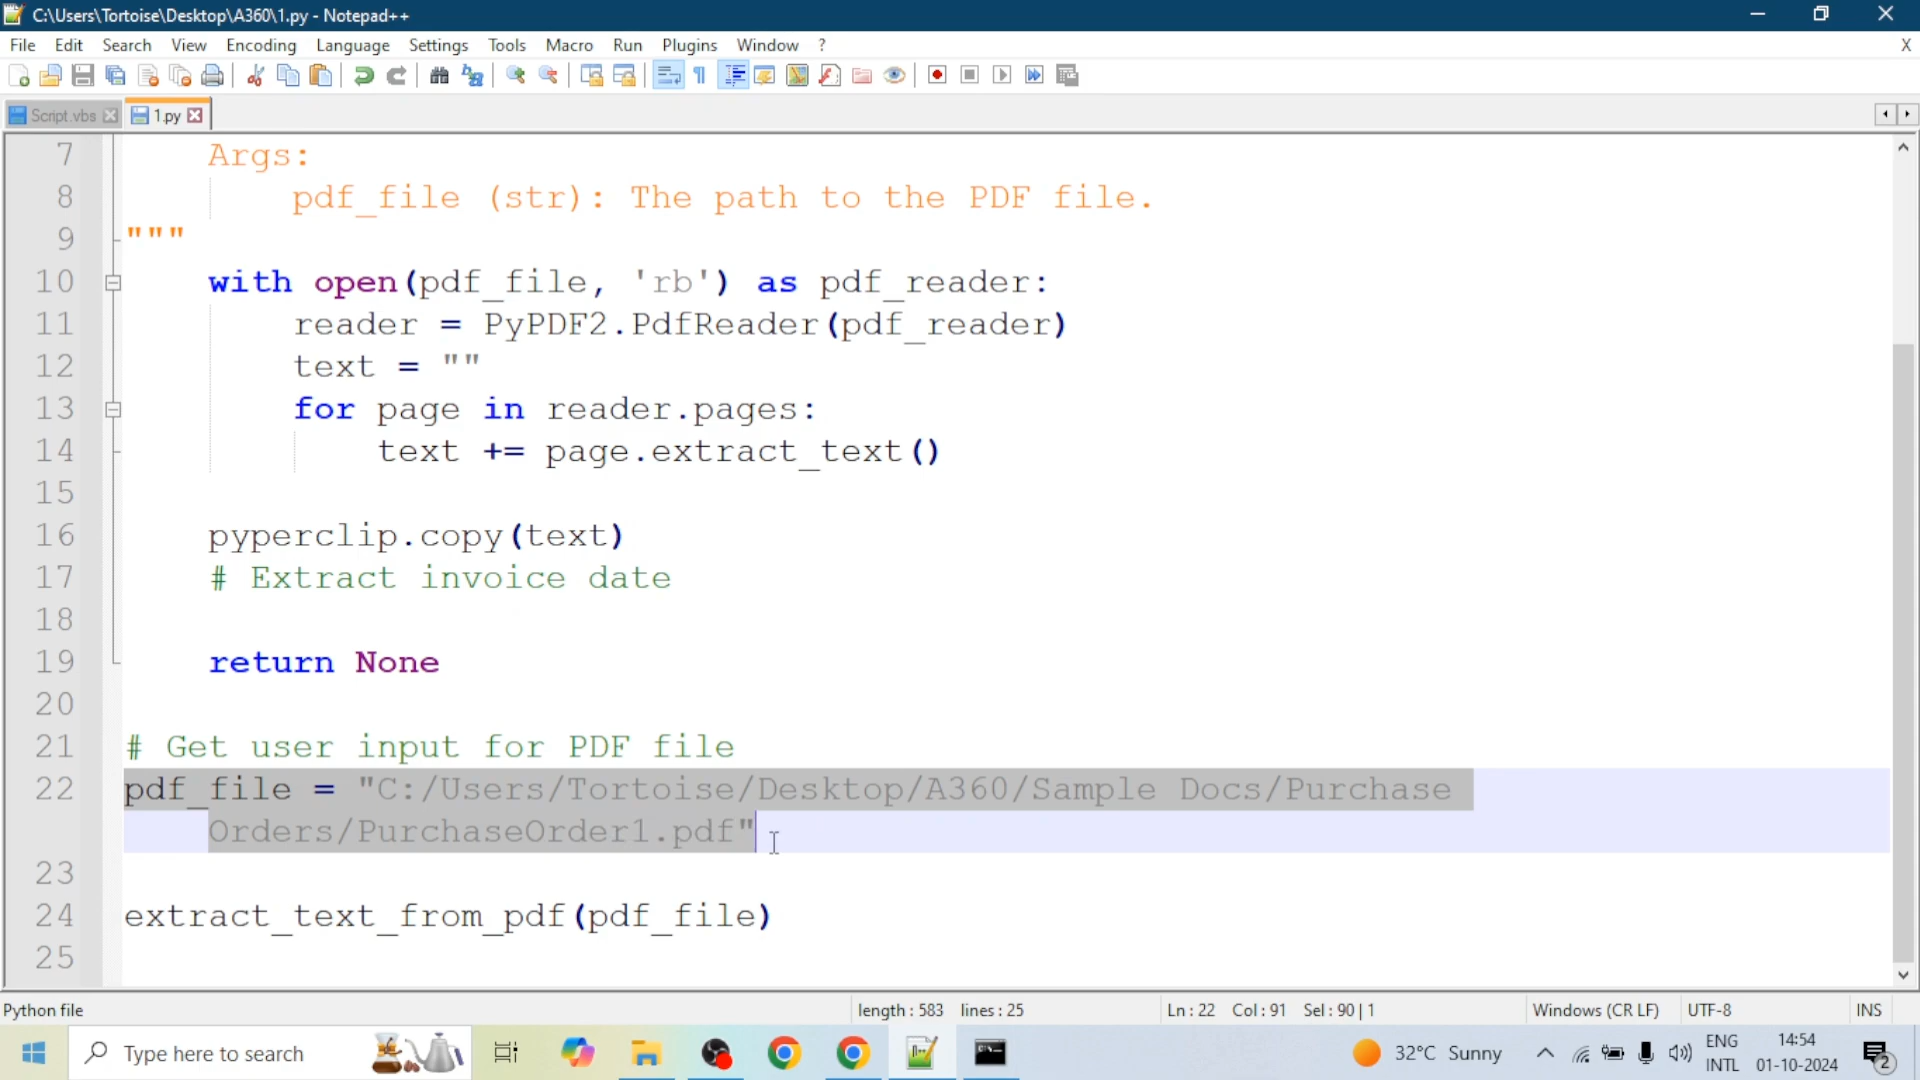 C:\Users\Tortoise\Desktop\A360\1.py - Notepad++
File Edit Search View Encoding Language Settings Tools Macro Run Plugins Window ? X
Script.vbs 1.py
7 Args:
8 pdf_file (str): The path to the PDF file.
9 """
10 with open(pdf_file, 'rb') as pdf_reader:
11 reader = PyPDF2.PdfReader(pdf_reader)
12 text = ""
13 for page in reader.pages:
14 text += page.extract_text()
15
16 pyperclip.copy(text)
17 # Extract invoice date
18
19 return None
20
21 # Get user input for PDF file
22 pdf_file = "C:/Users/Tortoise/Desktop/A360/Sample Docs/Purchase
Orders/PurchaseOrder1.pdf"
23
24 extract_text_from_pdf(pdf_file)
25
Python file length : 583 lines : 25 Ln : 22 Col : 91 Sel : 90 | 1 Windows (CR LF) UTF-8 INS
Type here to search 32°C Sunny ENG 14:54
INTL 01-10-2024 2